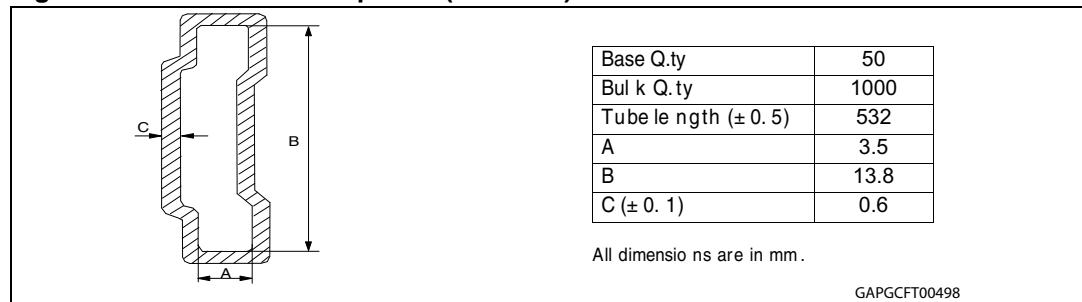 C
B
A
Base Q.ty 50
Bul k Q. ty 1000
Tube le ngth (± 0. 5) 532
A 3.5
B 13.8
C (± 0. 1) 0.6
All dimensio ns are in mm .
GAPGCFT00498